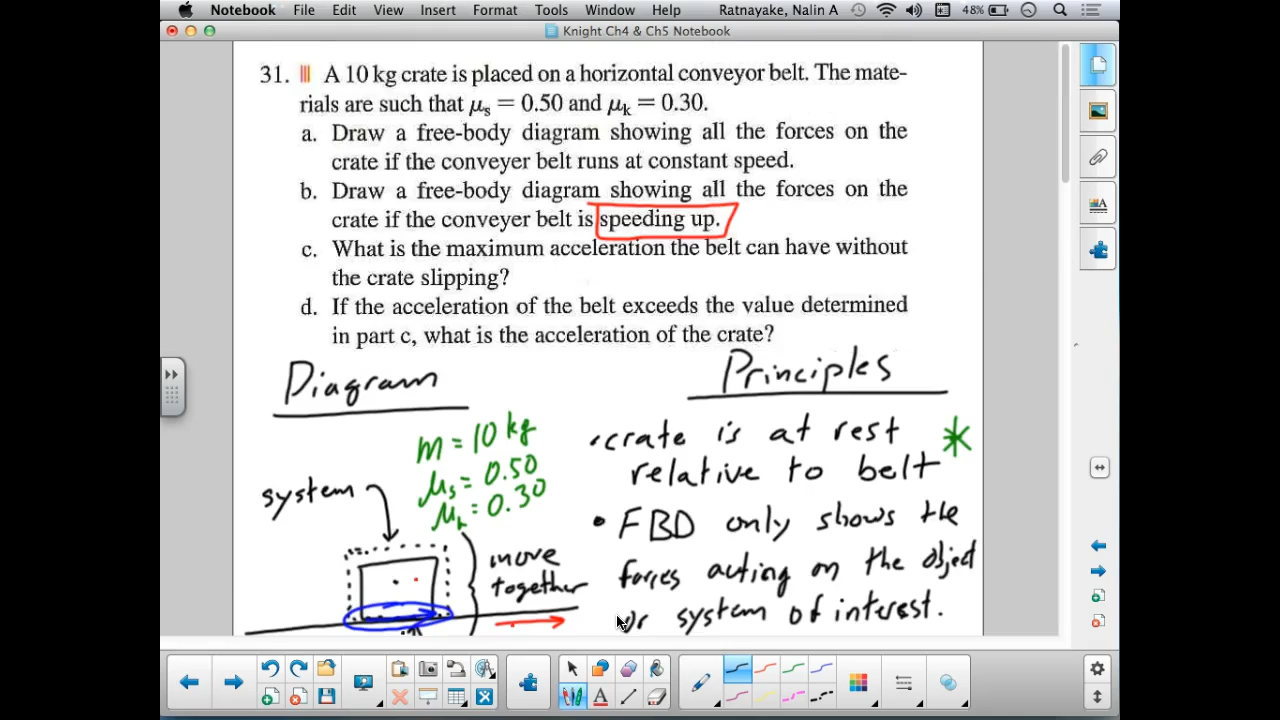 Notebook File Edit View Insert Format Tools Window Help Ratnayake, Nalin A 48%
Knight Ch4 & Ch5 Notebook
31. A 10 kg crate is placed on a horizontal conveyor belt. The mate-
rials are such that μs = 0.50 and μk = 0.30.
a. Draw a free-body diagram showing all the forces on the
crate if the conveyer belt runs at constant speed.
b. Draw a free-body diagram showing all the forces on the
crate if the conveyer belt is speeding up.
c. What is the maximum acceleration the belt can have without
the crate slipping?
d. If the acceleration of the belt exceeds the value determined
in part c, what is the acceleration of the crate?
Diagram
m = 10 kg
μs = 0.50
μk = 0.30
system
move
together
Principles
• crate is at rest *
relative to belt
• FBD only shows the
forces acting on the object
or system of interest.